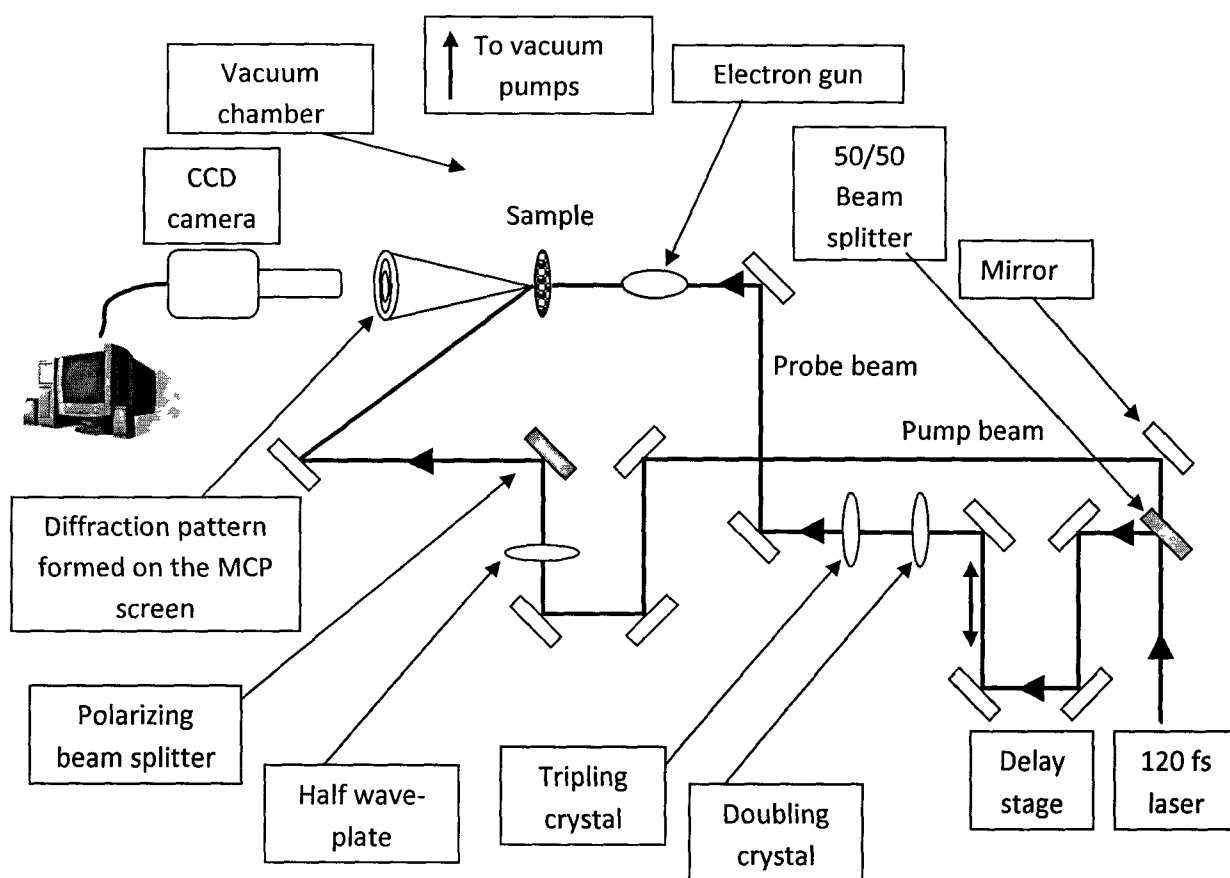 To vacuum
pumps
Electron gun
Vacuum
chamber
50/50
Beam
splitter
CCD
camera
Sample
Mirror
Probe beam
Pump beam
Diffraction pattern
formed on the MCP
screen
Polarizing
beam splitter
Half wave-
plate
Tripling
crystal
Doubling
crystal
Delay
stage
120 fs
laser